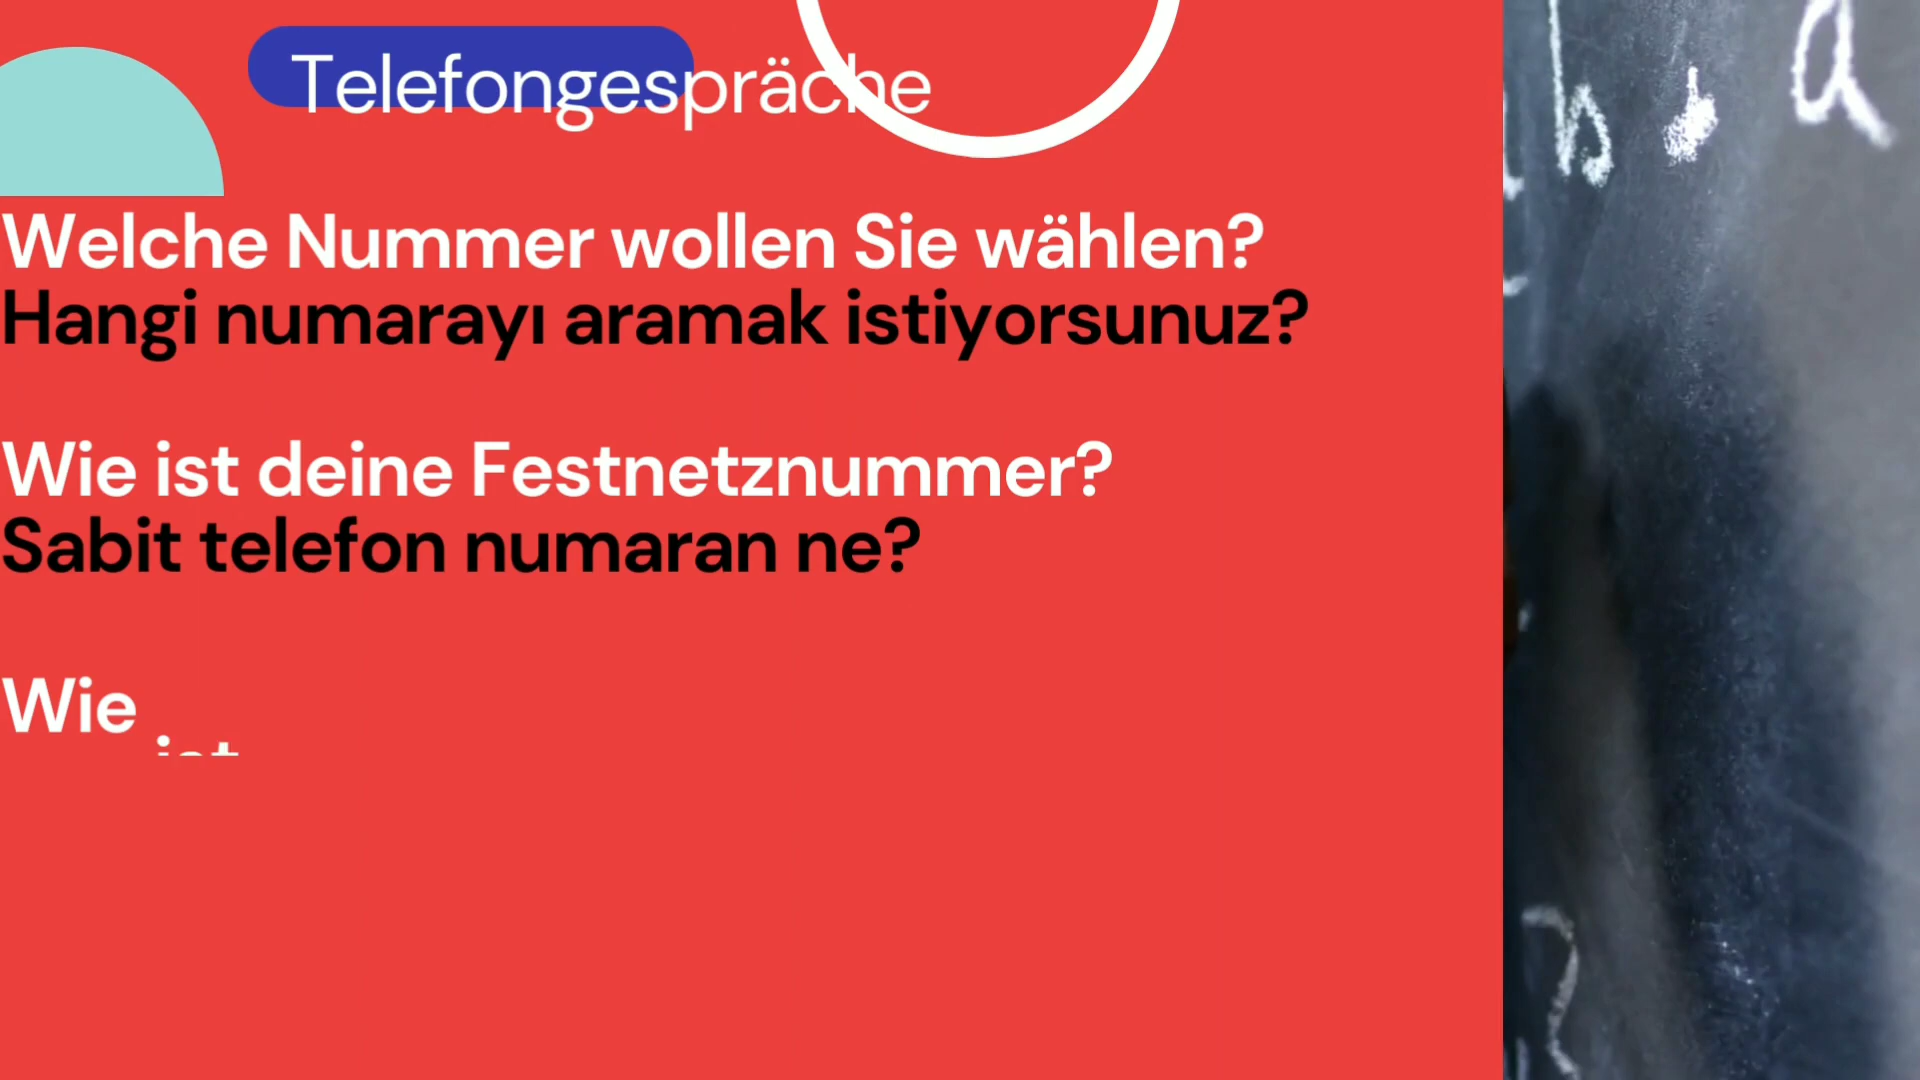 Telefongespräche
Welche Nummer wollen Sie wählen?
Hangi numarayı aramak istiyorsunuz?
Wie ist deine Festnetznummer?
Sabit telefon numaran ne?
Wie ist
b a